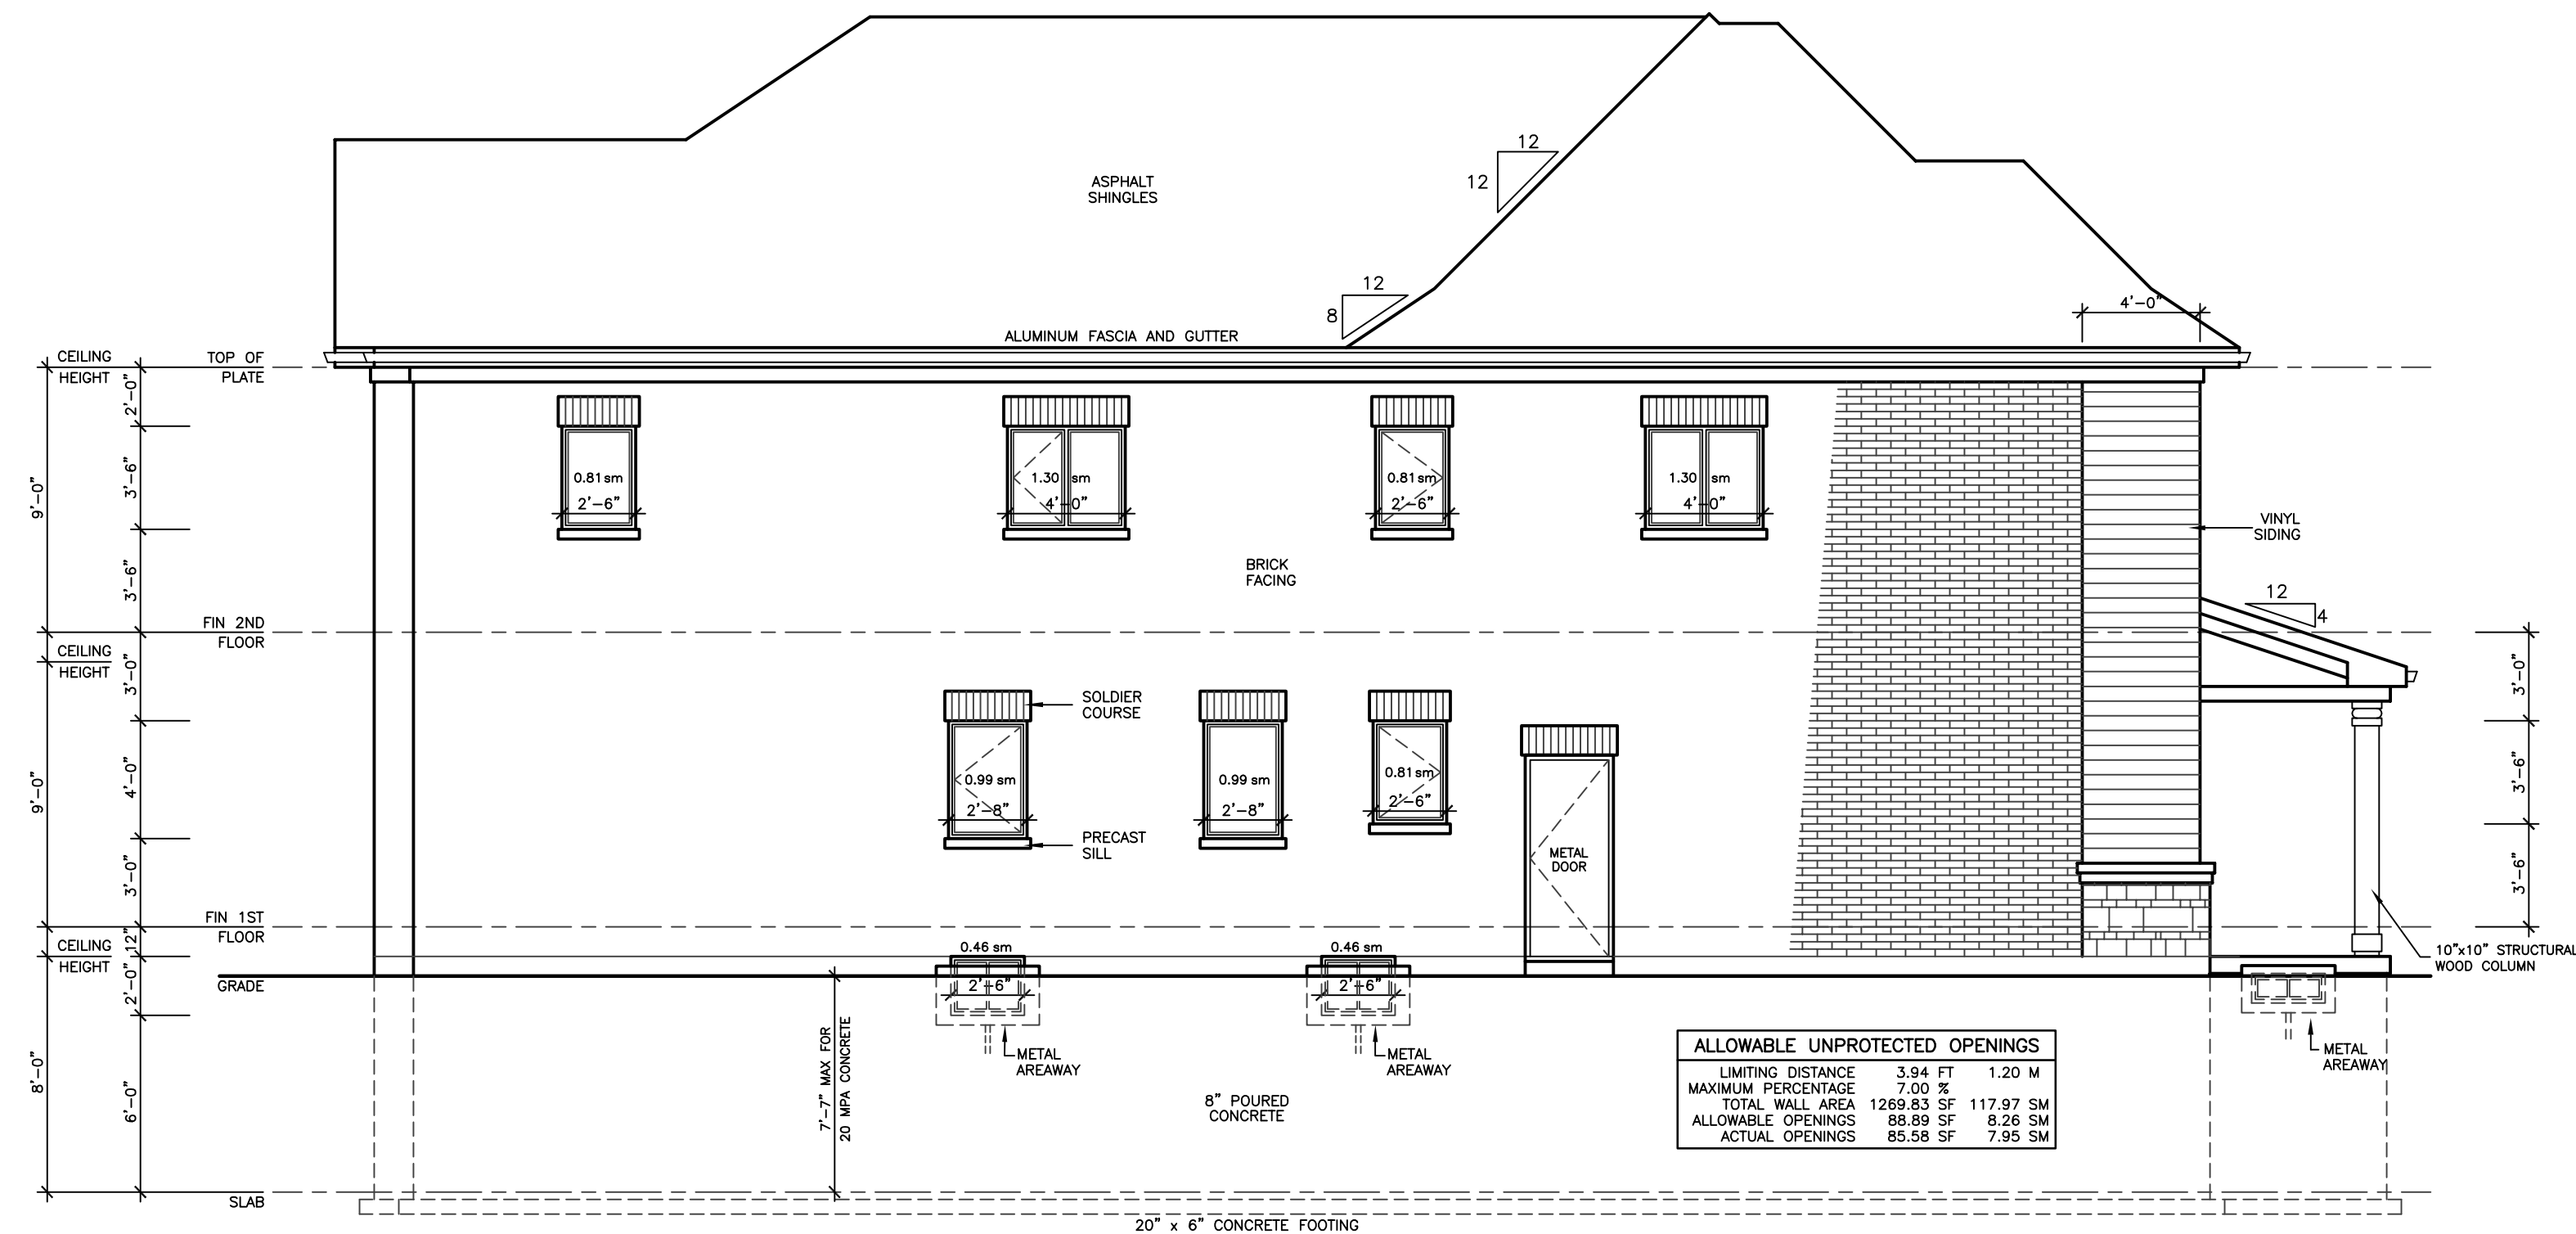 12
12
ASPHALT
SHINGLES
12
8
4'-0"
ALUMINUM FASCIA AND GUTTER
CEILING
HEIGHT
TOP OF
PLATE
2'-0"
3'-6"
9'-0"
3'-6"
0.81 sm
2'-6"
1.30 sm
4'-0"
0.81 sm
2'-6"
1.30 sm
4'-0"
VINYL
SIDING
BRICK
FACING
12
4
FIN 2ND
FLOOR
CEILING
HEIGHT
3'-0"
4'-0"
9'-0"
3'-0"
SOLDIER
COURSE
0.99 sm
2'-8"
0.99 sm
2'-8"
0.81 sm
2'-6"
PRECAST
SILL
METAL
DOOR
3'-0"
3'-6"
3'-6"
FIN 1ST
FLOOR
CEILING
HEIGHT
12"
2'-0"
GRADE
0.46 sm
2'-6"
0.46 sm
2'-6"
10"x10" STRUCTURAL
WOOD COLUMN
METAL
AREAWAY
METAL
AREAWAY
METAL
AREAWAY
8'-0"
6'-0"
7'-7" MAX FOR
20 MPA CONCRETE
8" POURED
CONCRETE
ALLOWABLE UNPROTECTED OPENINGS
LIMITING DISTANCE 3.94 FT 1.20 M
MAXIMUM PERCENTAGE 7.00 %
TOTAL WALL AREA 1269.83 SF 117.97 SM
ALLOWABLE OPENINGS 88.89 SF 8.26 SM
ACTUAL OPENINGS 85.58 SF 7.95 SM
SLAB
20" x 6" CONCRETE FOOTING